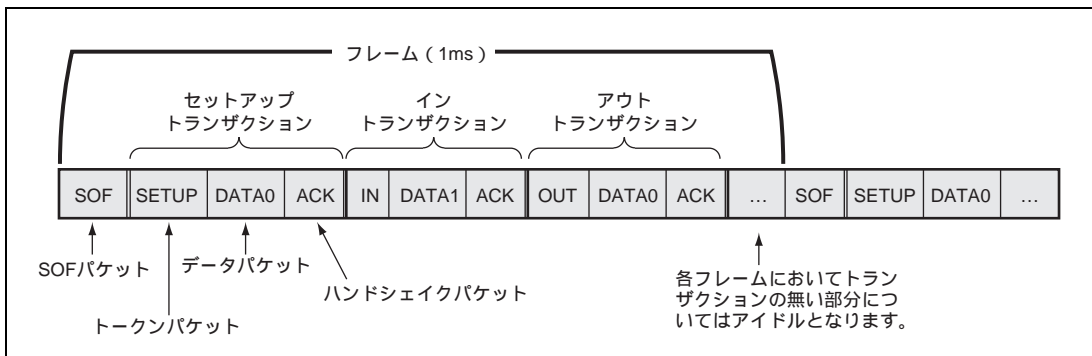 フレーム（1ms）
セットアップ
トランザクション
イン
トランザクション
アウト
トランザクション
SOF SETUP DATA0 ACK IN DATA1 ACK OUT DATA0 ACK … SOF SETUP DATA0 …
SOFパケット
データパケット
ハンドシェイクパケット
トークンパケット
各フレームにおいてトラン
ザクションの無い部分につ
いてはアイドルとなります。